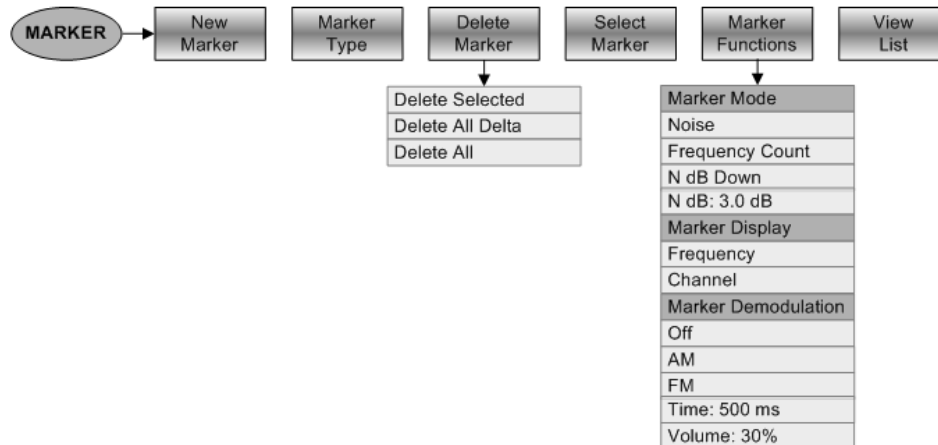 MARKER
New
Marker
Marker
Type
Delete
Marker
Select
Marker
Marker
Functions
View
List
Delete Selected
Delete All Delta
Delete All
Marker Mode
Noise
Frequency Count
N dB Down
N dB: 3.0 dB
Marker Display
Frequency
Channel
Marker Demodulation
Off
AM
FM
Time: 500 ms
Volume: 30%